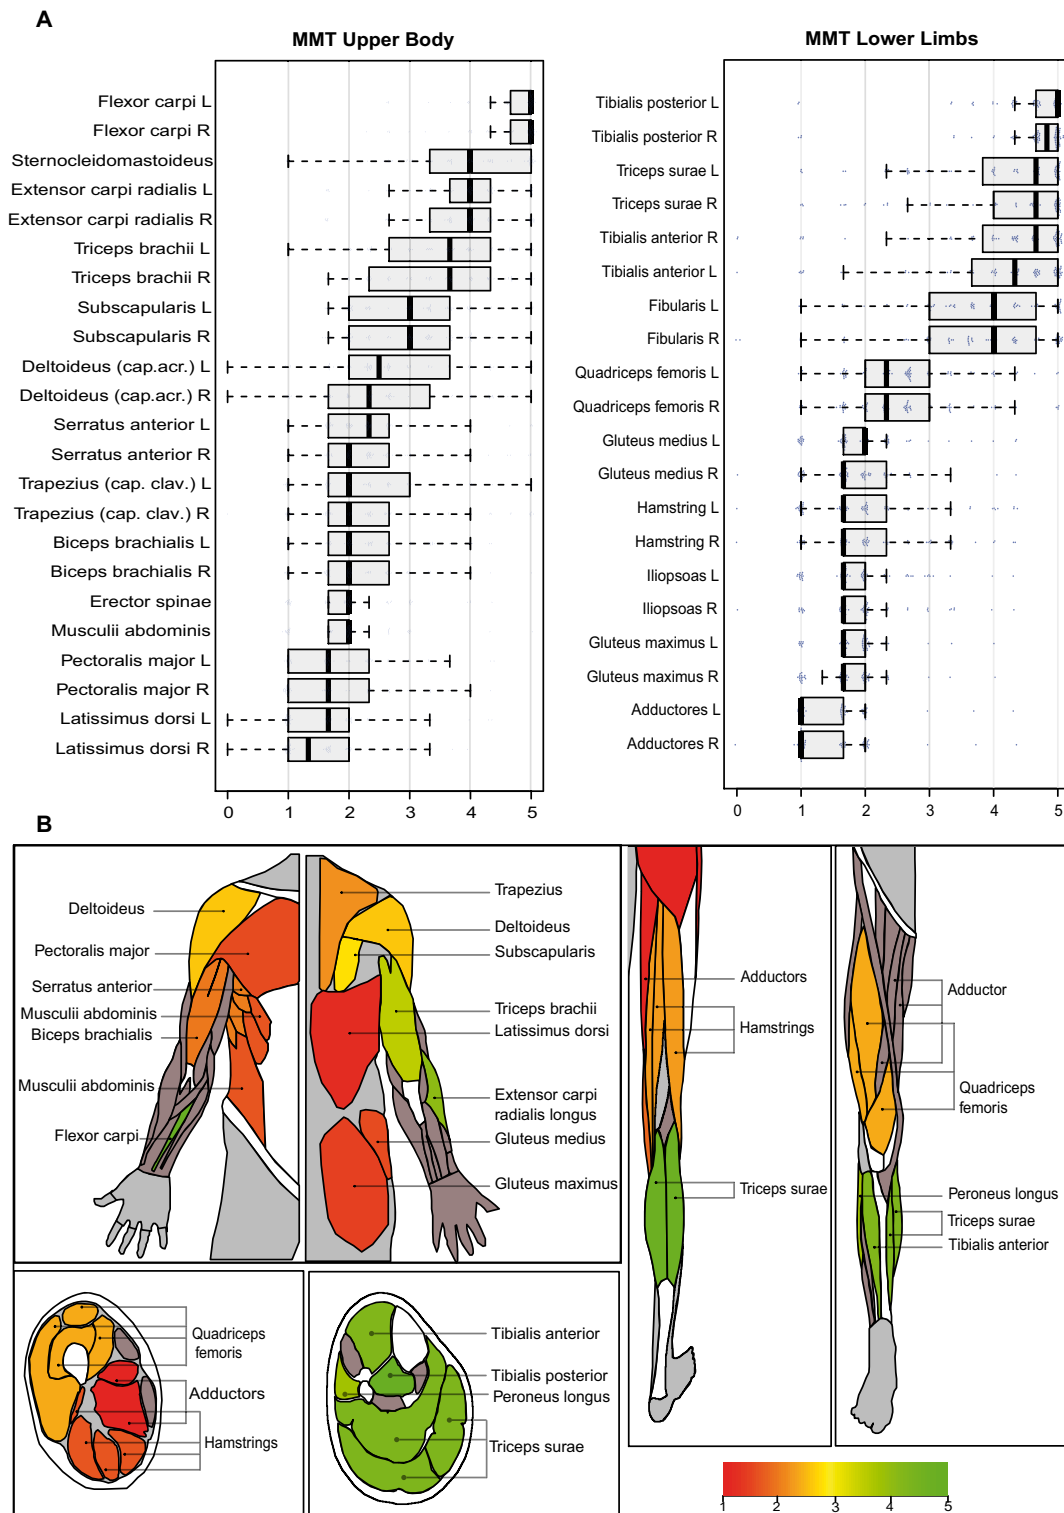 A
MMT Upper Body
Flexor carpi L
Flexor carpi R
Sternocleidomastoideus
Extensor carpi radialis L
Extensor carpi radialis R
Triceps brachii L
Triceps brachii R
Subscapularis L
Subscapularis R
Deltoideus (cap.acr.) L
Deltoideus (cap.acr.) R
Serratus anterior L
Serratus anterior R
Trapezius (cap. clav.) L
Trapezius (cap. clav.) R
Biceps brachialis L
Biceps brachialis R
Erector spinae
Musculii abdominis
Pectoralis major L
Pectoralis major R
Latissimus dorsi L
Latissimus dorsi R
0 1 2 3 4 5
MMT Lower Limbs
Tibialis posterior L
Tibialis posterior R
Triceps surae L
Triceps surae R
Tibialis anterior R
Tibialis anterior L
Fibularis L
Fibularis R
Quadriceps femoris L
Quadriceps femoris R
Gluteus medius L
Gluteus medius R
Hamstring L
Hamstring R
Iliopsoas L
Iliopsoas R
Gluteus maximus L
Gluteus maximus R
Adductores L
Adductores R
0 1 2 3 4 5
B
Deltoideus
Pectoralis major
Serratus anterior
Musculii abdominis
Biceps brachialis
Musculii abdominis
Flexor carpi
Trapezius
Deltoideus
Subscapularis
Triceps brachii
Latissimus dorsi
Extensor carpi
radialis longus
Gluteus medius
Gluteus maximus
Adductors
Hamstrings
Triceps surae
Adductor
Quadriceps
femoris
Peroneus longus
Triceps surae
Tibialis anterior
Quadriceps
femoris
Adductors
Hamstrings
Tibialis anterior
Tibialis posterior
Peroneus longus
Triceps surae
1 2 3 4 5